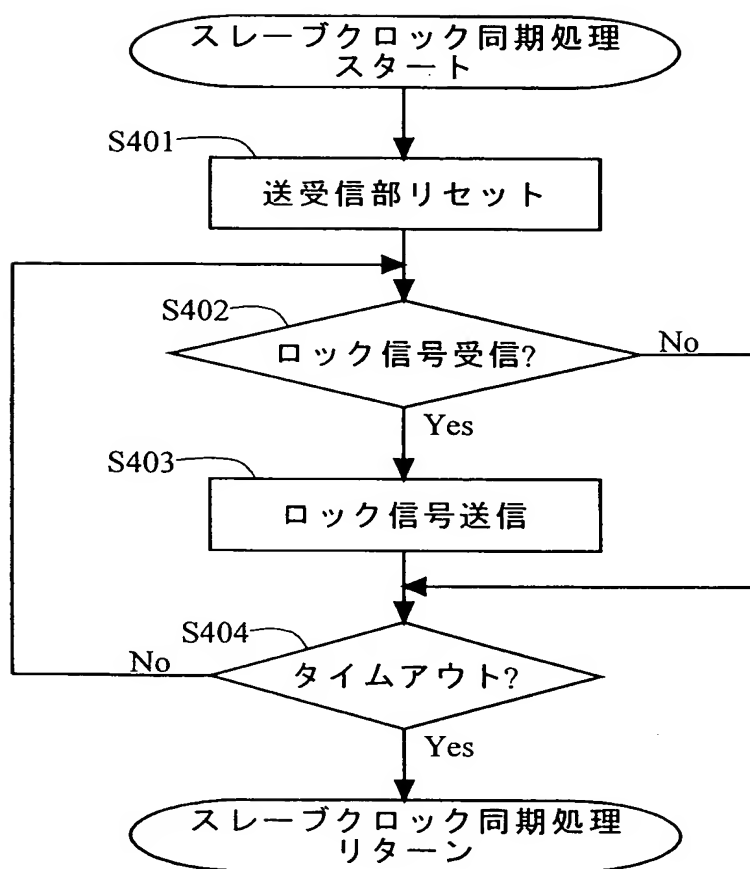 スレーブクロック同期処理
スタート
S401
送受信部リセット
S402
ロック信号受信?
No
Yes
S403
ロック信号送信
S404
No
タイムアウト?
Yes
スレーブクロック同期処理
リターン